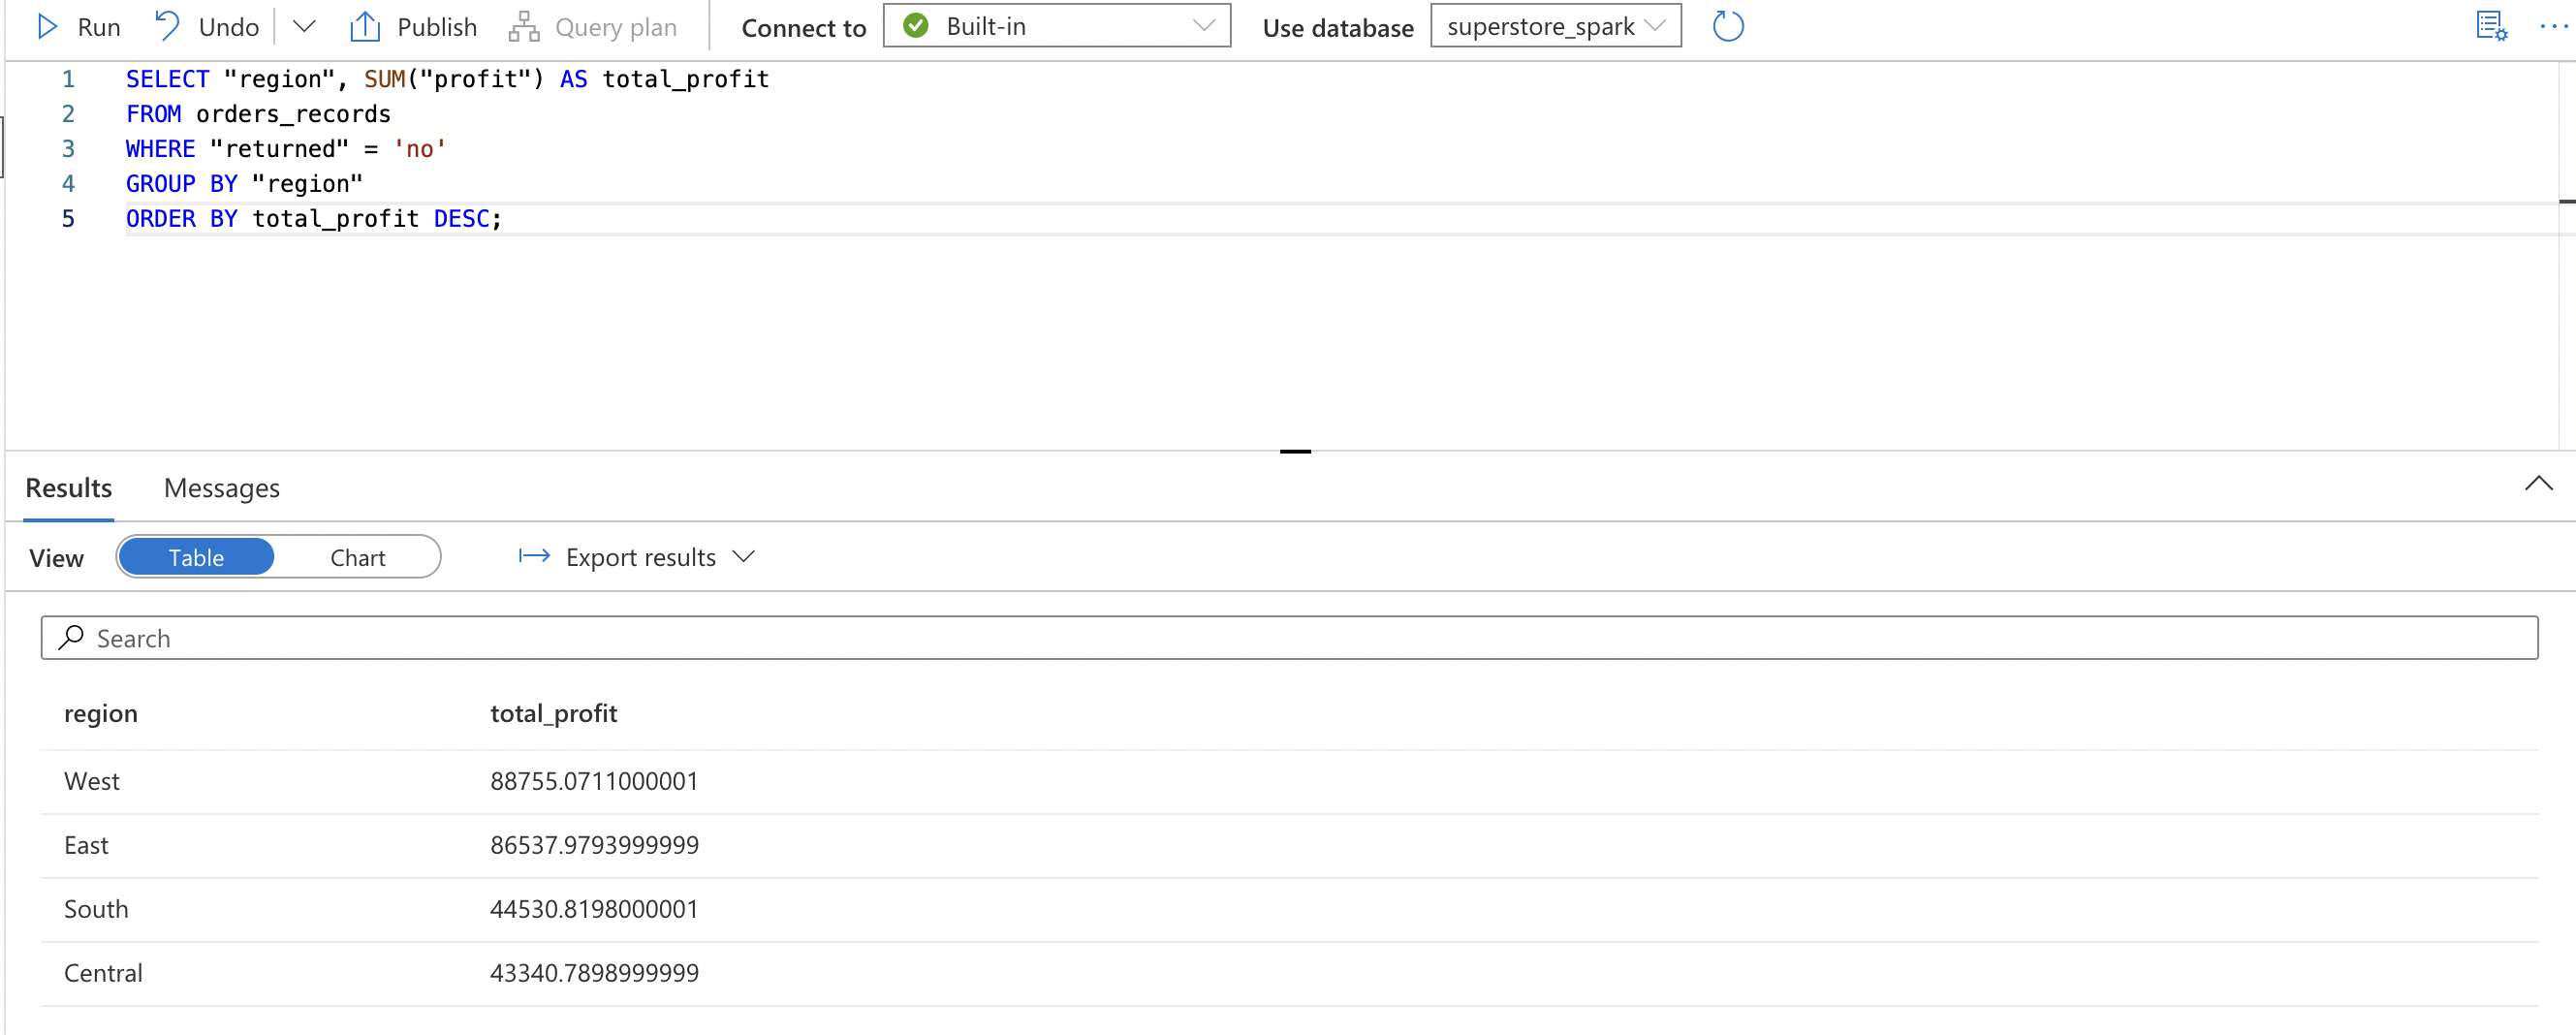 Run Undo Publish Query plan Connect to Built-in Use database superstore_spark
1 SELECT "region", SUM("profit") AS total_profit
2 FROM orders_records
3 WHERE "returned" = 'no'
4 GROUP BY "region"
5 ORDER BY total_profit DESC;
Results Messages
View Table Chart Export results
Search
region total_profit
West 88755.0711000001
East 86537.9793999999
South 44530.8198000001
Central 43340.7898999999